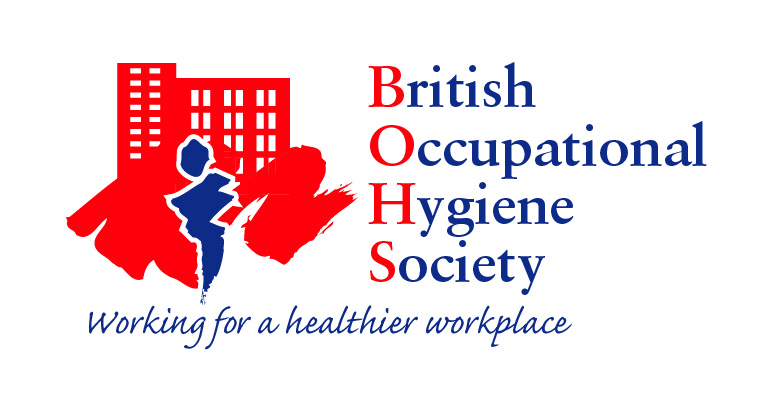 British
Occupational
Hygiene
Society
Working for a healthier workplace